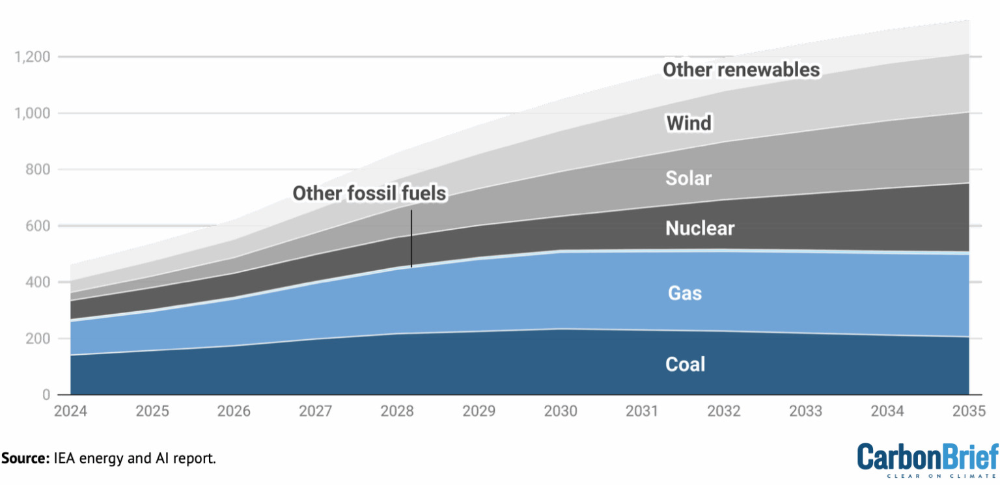 1,200
Other renewables
1,000
Wind
800
Solar
Other fossil fuels
600
Nuclear
400
Gas
200
Coal
0
2024 2025 2026 2027 2028 2029 2030 2031 2032 2033 2034 2035
Source: IEA energy and AI report.
CarbonBrief
CLEAR ON CLIMATE